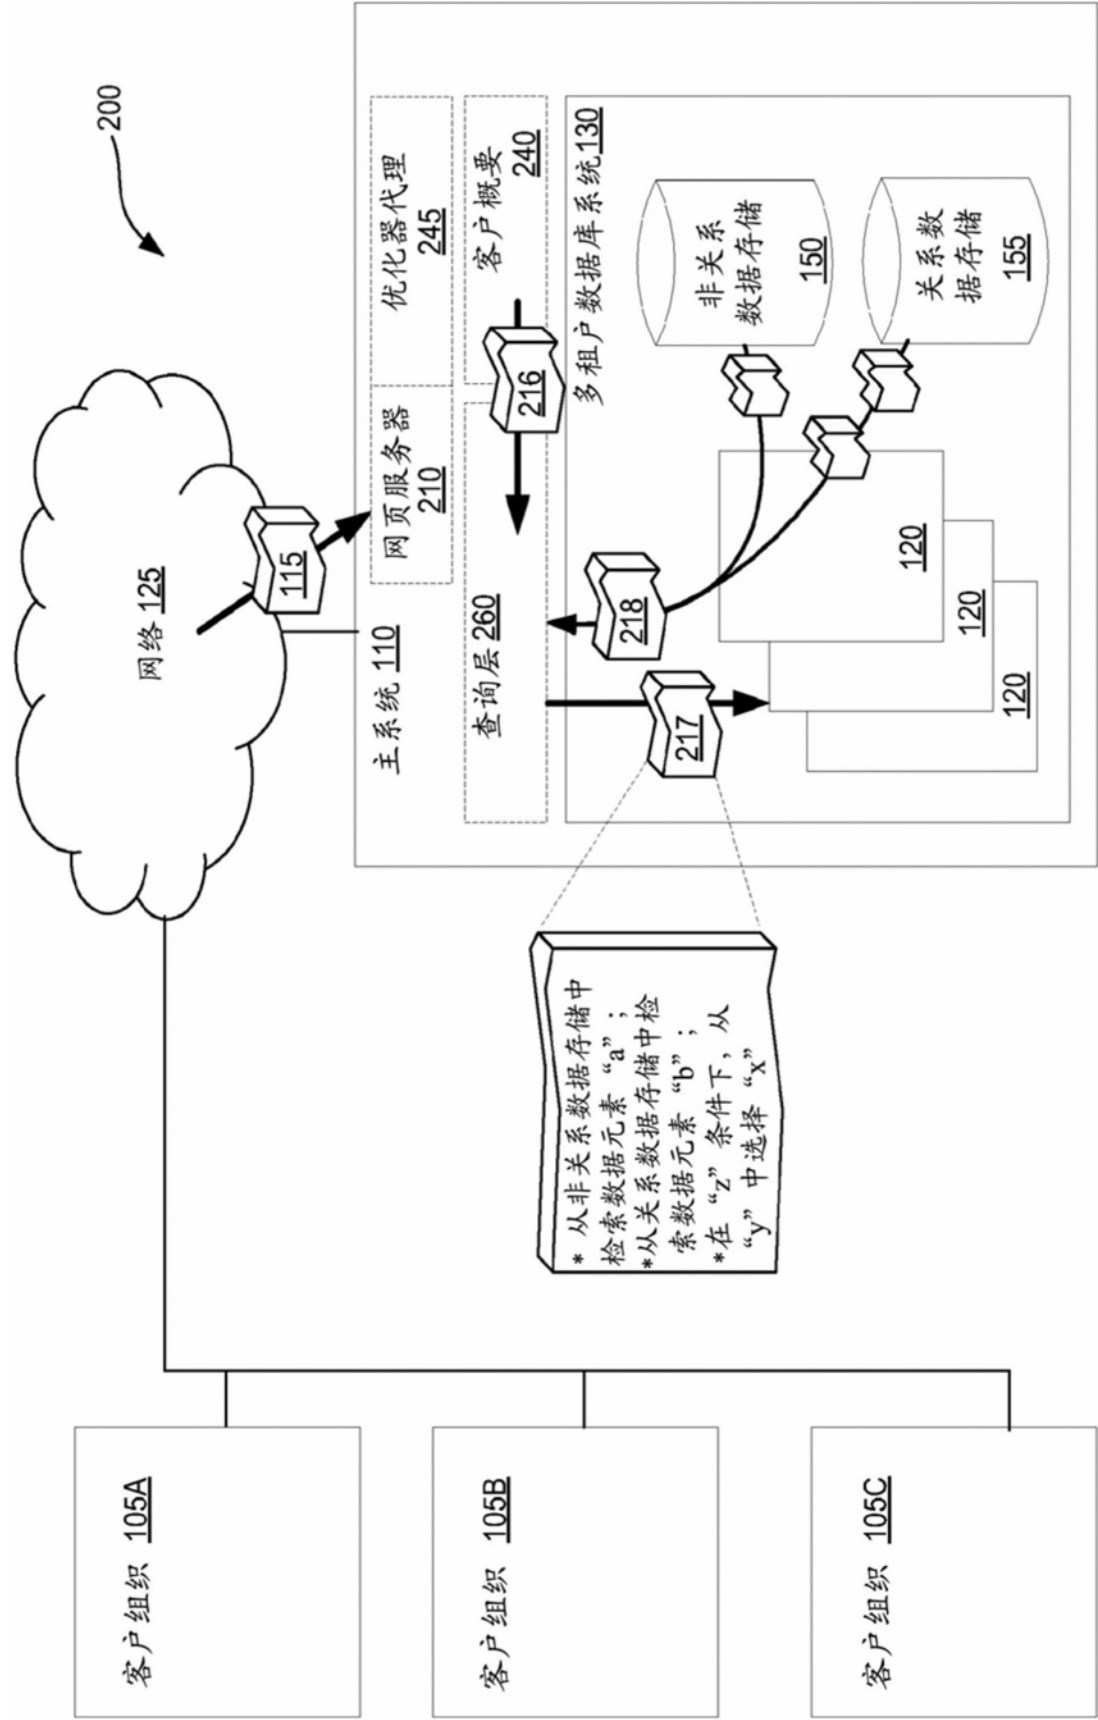 200
网络 125
115
主系统 110
网页服务器
210
优化器代理
245
查询层 260
216
客户概要
240
多租户数据库系统130
217
218
非关系
数据存储
150
关系数
据存储
155
120
120
120
* 从非关系数据存储中
检索数据元素 “a”;
*从关系数据存储中检
索数据元素 “b”;
*在 “z” 条件下, 从
“y” 中选择 “x”
客户组织 105A
客户组织 105B
客户组织 105C